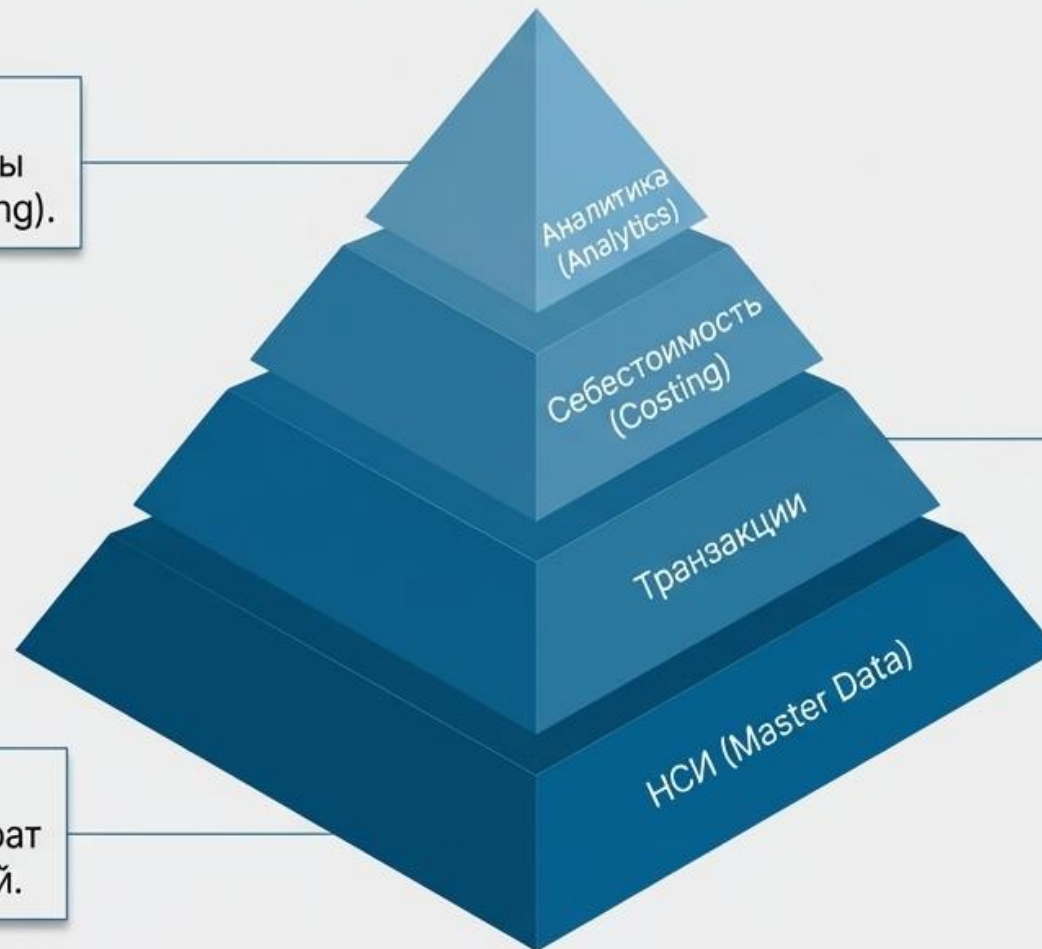 ы
ng).
Аналитика
(Analytics)
Себестоимость
(Costing)
Транзакции
НСИ (Master Data)
рат
й.